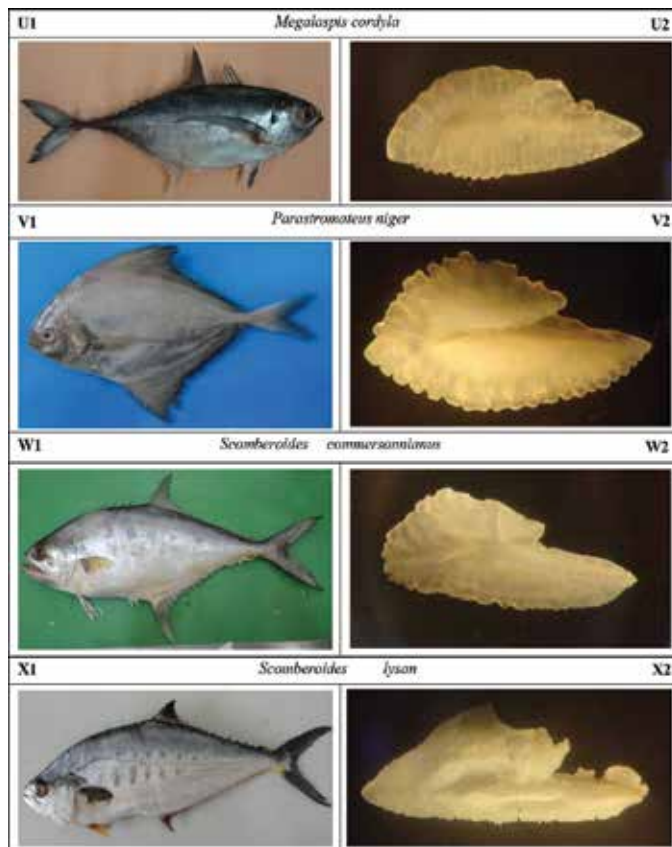 U1 Megalaspis cordyla U2
V1 Parastromateus niger V2
W1 Scomberoides commersonnianus W2
X1 Scomberoides lysan X2